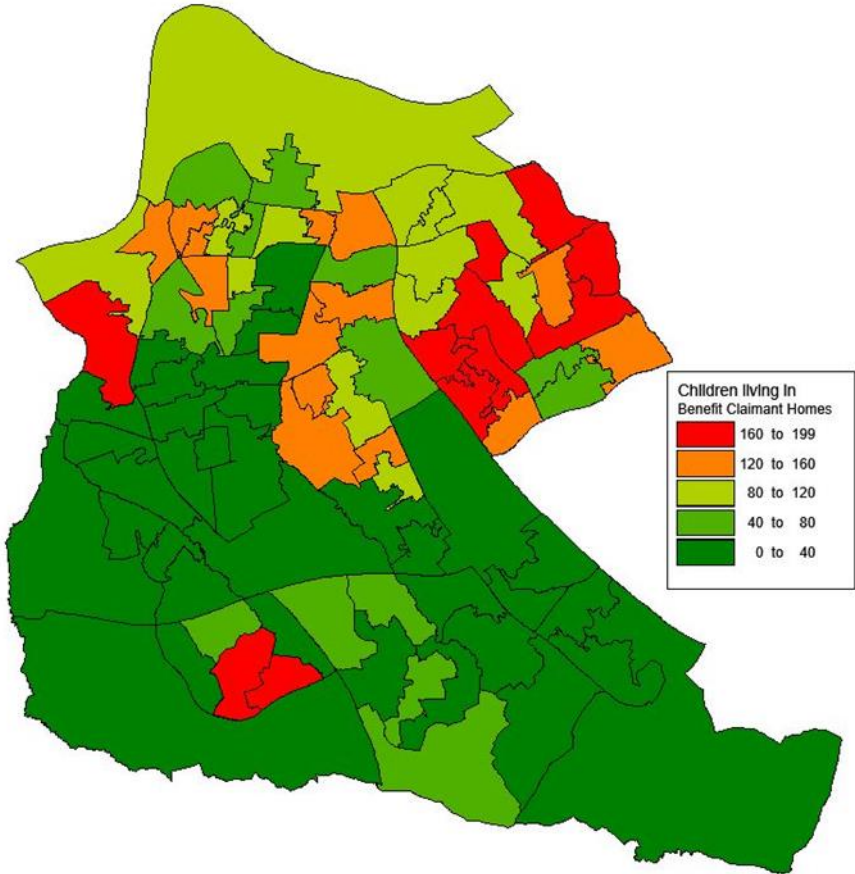 Children living in
Benefit Claimant Homes
160 to 199
120 to 160
80 to 120
40 to 80
0 to 40